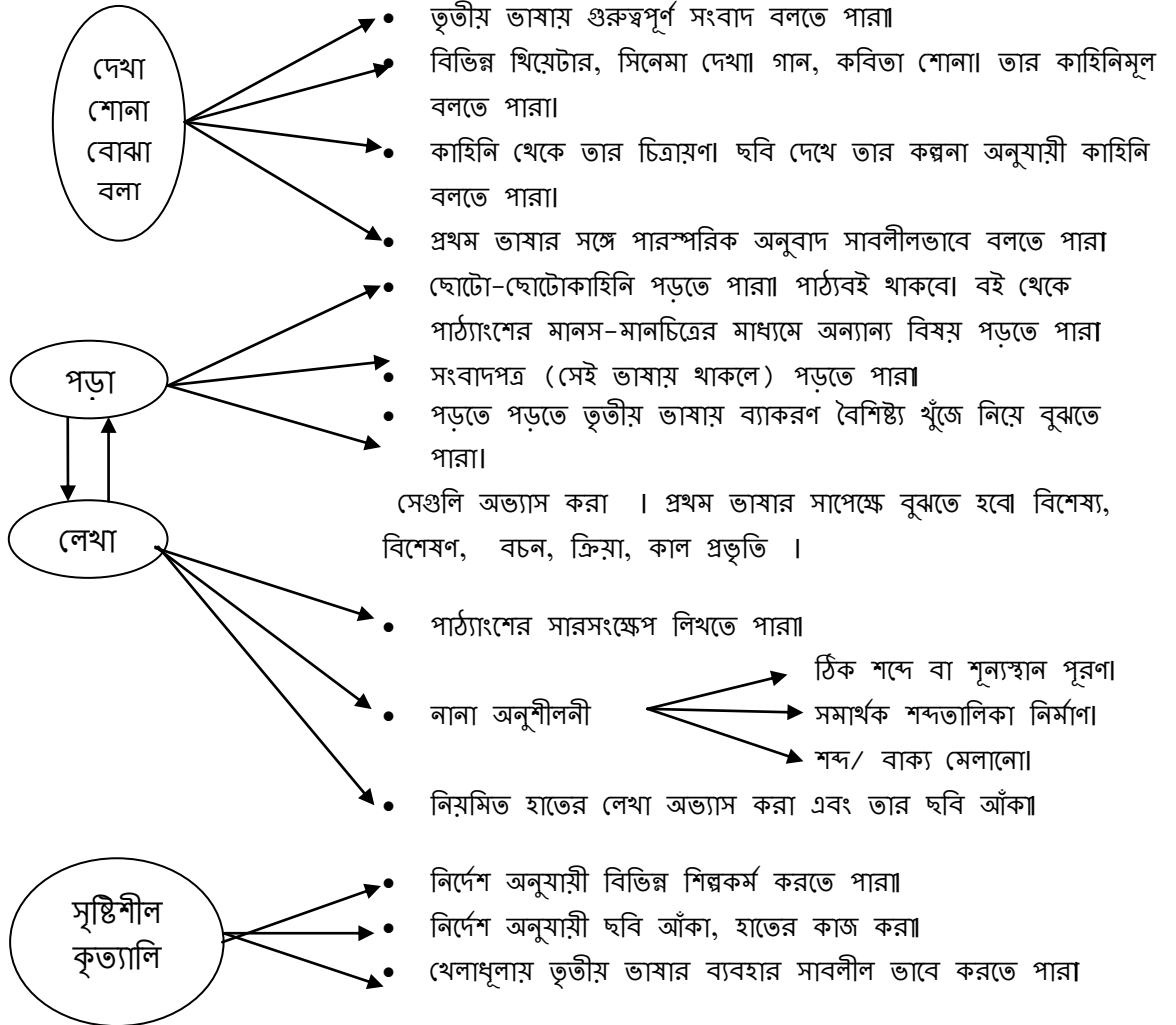 দেখা
শোনা
বোঝা
বলা
• তৃতীয় ভাষায় গুরুত্বপূর্ণ সংবাদ বলতে পারা।
• বিভিন্ন থিয়েটার, সিনেমা দেখা। গান, কবিতা শোনা। তার কাহিনিমূল
বলতে পারা।
• কাহিনি থেকে তার চিত্রায়ণ। ছবি দেখে তার কল্পনা অনুযায়ী কাহিনি
বলতে পারা।
• প্রথম ভাষার সঙ্গে পারস্পরিক অনুবাদ সাবলীলভাবে বলতে পারা।
পড়া
• ছোটো-ছোটোকাহিনি পড়তে পারা। পাঠ্যবই থাকবে। বই থেকে
পাঠ্যাংশের মানস-মানচিত্রের মাধ্যমে অন্যান্য বিষয় পড়তে পারা।
• সংবাদপত্র (সেই ভাষায় থাকলে) পড়তে পারা।
• পড়তে পড়তে তৃতীয় ভাষায় ব্যাকরণ বৈশিষ্ট্য খুঁজে নিয়ে বুঝতে
পারা।
সেগুলি অভ্যাস করা । প্রথম ভাষার সাপেক্ষে বুঝতে হবে। বিশেষ্য,
বিশেষণ, বচন, ক্রিয়া, কাল প্রভৃতি ।
লেখা
• পাঠ্যাংশের সারসংক্ষেপ লিখতে পারা।
• নানা অনুশীলনী
ঠিক শব্দে বা শূন্যস্থান পূরণ।
সমার্থক শব্দতালিকা নির্মাণ।
শব্দ/ বাক্য মেলানো।
• নিয়মিত হাতের লেখা অভ্যাস করা এবং তার ছবি আঁকা।
সৃষ্টিশীল
কৃত্যালি
• নির্দেশ অনুযায়ী বিভিন্ন শিল্পকর্ম করতে পারা।
• নির্দেশ অনুযায়ী ছবি আঁকা, হাতের কাজ করা।
• খেলাধূলায় তৃতীয় ভাষার ব্যবহার সাবলীল ভাবে করতে পারা।